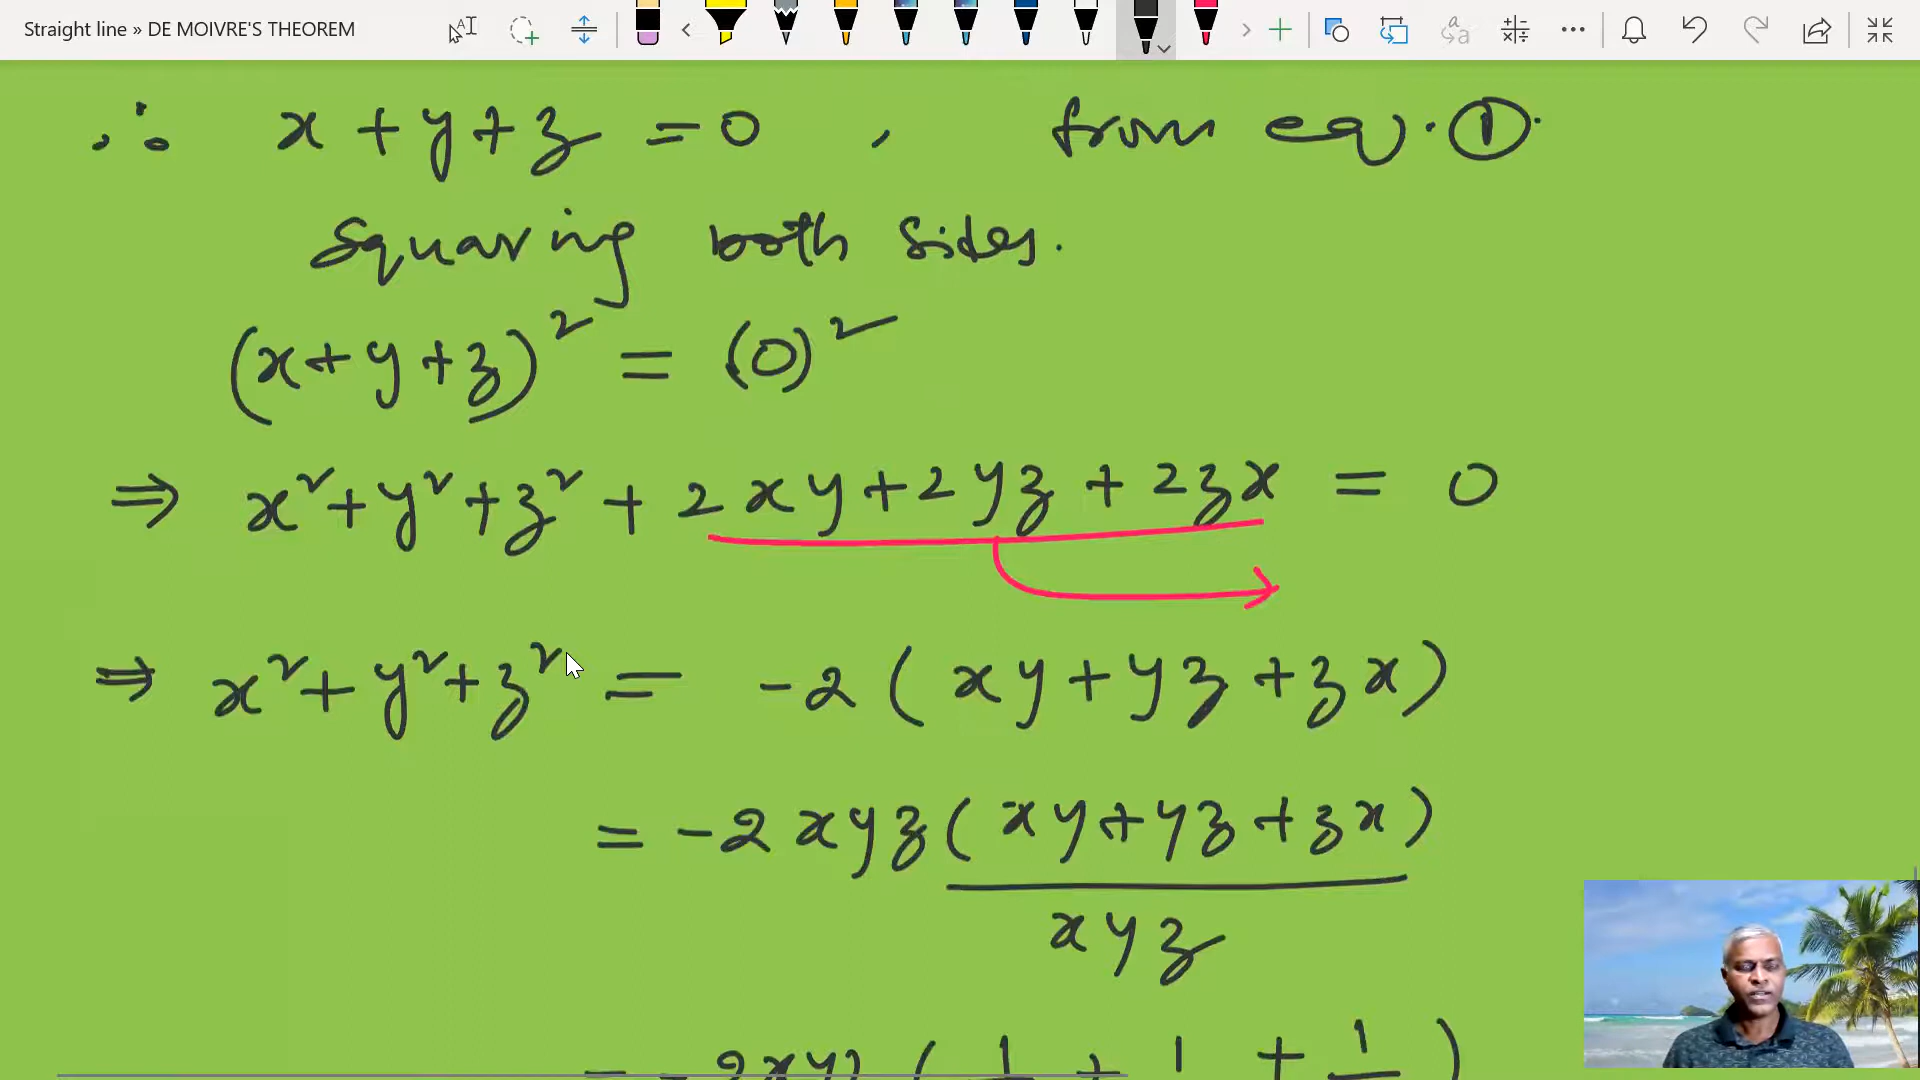 Straight line » DE MOIVRE'S THEOREM
∴ x + y + z = 0 , from eq. ①.
Squaring both sides.
(x+y+z)² = (0)²
⇒ x²+y²+z² + 2xy+2yz+2zx = 0
⇒ x²+y²+z² = -2(xy+yz+zx)
= -2xyz(xy+yz+zx)
xyz